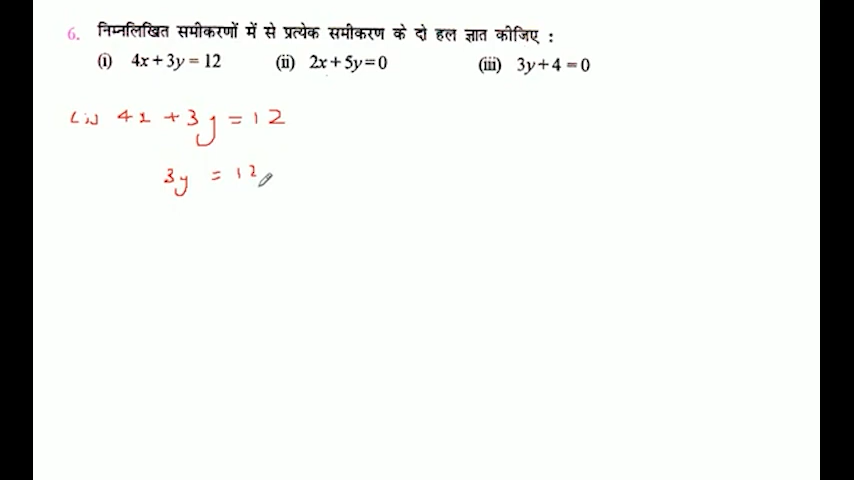 6. निम्नलिखित समीकरणों में से प्रत्येक समीकरण के दो हल ज्ञात कीजिए :
(i) 4x + 3y = 12 (ii) 2x + 5y = 0 (iii) 3y + 4 = 0
(i) 4x + 3y = 12
3y = 12